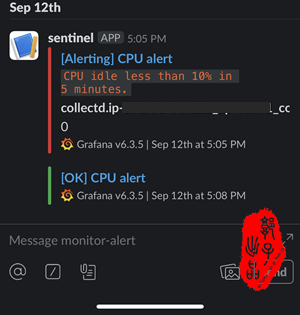 Sep 12th
sentinel APP 5:05 PM
[Alerting] CPU alert
CPU idle less than 10% in
5 minutes.
collectd.ip-
0
Grafana v6.3.5 | Sep 12th at 5:05 PM
[OK] CPU alert
Grafana v6.3.5 | Sep 12th at 5:08 PM
Message monitor-alert